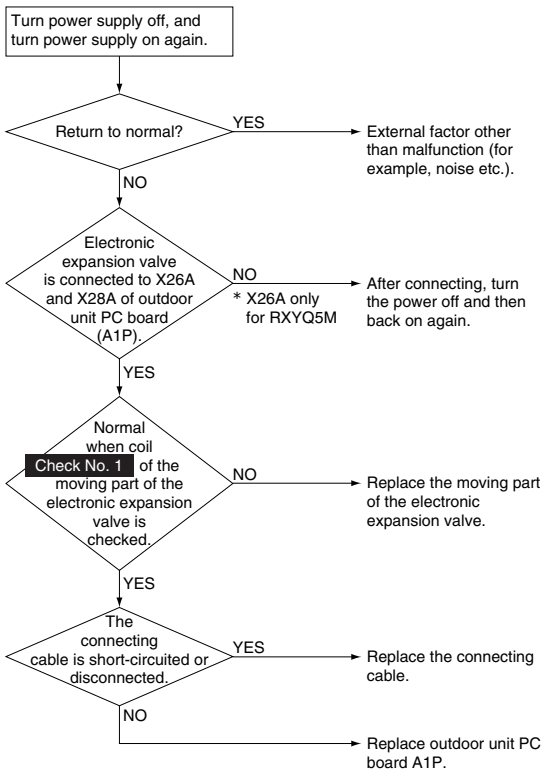 Turn power supply off, and
turn power supply on again.
Return to normal?
YES
External factor other
than malfunction (for
example, noise etc.).
NO
Electronic
expansion valve
is connected to X26A
and X28A of outdoor
unit PC board
(A1P).
NO
* X26A only
for RXYQ5M
After connecting, turn
the power off and then
back on again.
YES
Normal
when coil
Check No. 1 of the
moving part of the
electronic expansion
valve is
checked.
NO
Replace the moving part
of the electronic
expansion valve.
YES
The
connecting
cable is short-circuited or
disconnected.
YES
Replace the connecting
cable.
NO
Replace outdoor unit PC
board A1P.